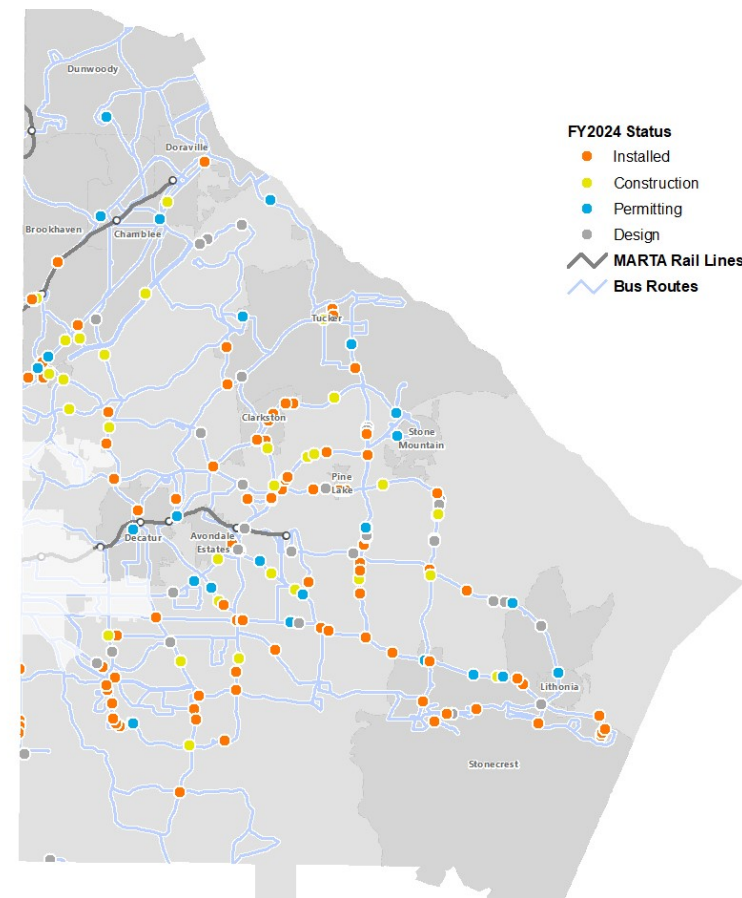 Dunwoody
Doraville
Brookhaven
Chamblee
Tucker
Clarkston
Stone
Mountain
Pine
Lake
Decatur
Avondale
Estates
Lithonia
Stonecrest
FY2024 Status
Installed
Construction
Permitting
Design
MARTA Rail Lines
Bus Routes